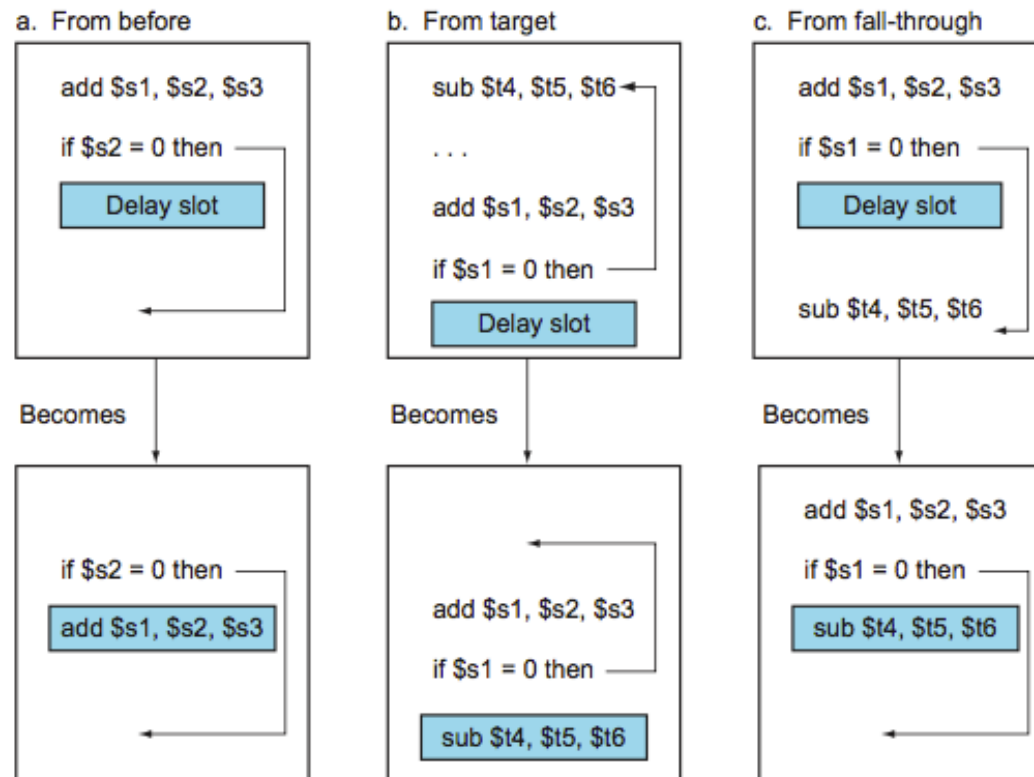 a. From before
add $s1, $s2, $s3
if $s2 = 0 then
Delay slot
Becomes
if $s2 = 0 then
add $s1, $s2, $s3
b. From target
sub $t4, $t5, $t6
. . .
add $s1, $s2, $s3
if $s1 = 0 then
Delay slot
Becomes
add $s1, $s2, $s3
if $s1 = 0 then
sub $t4, $t5, $t6
c. From fall-through
add $s1, $s2, $s3
if $s1 = 0 then
Delay slot
sub $t4, $t5, $t6
Becomes
add $s1, $s2, $s3
if $s1 = 0 then
sub $t4, $t5, $t6